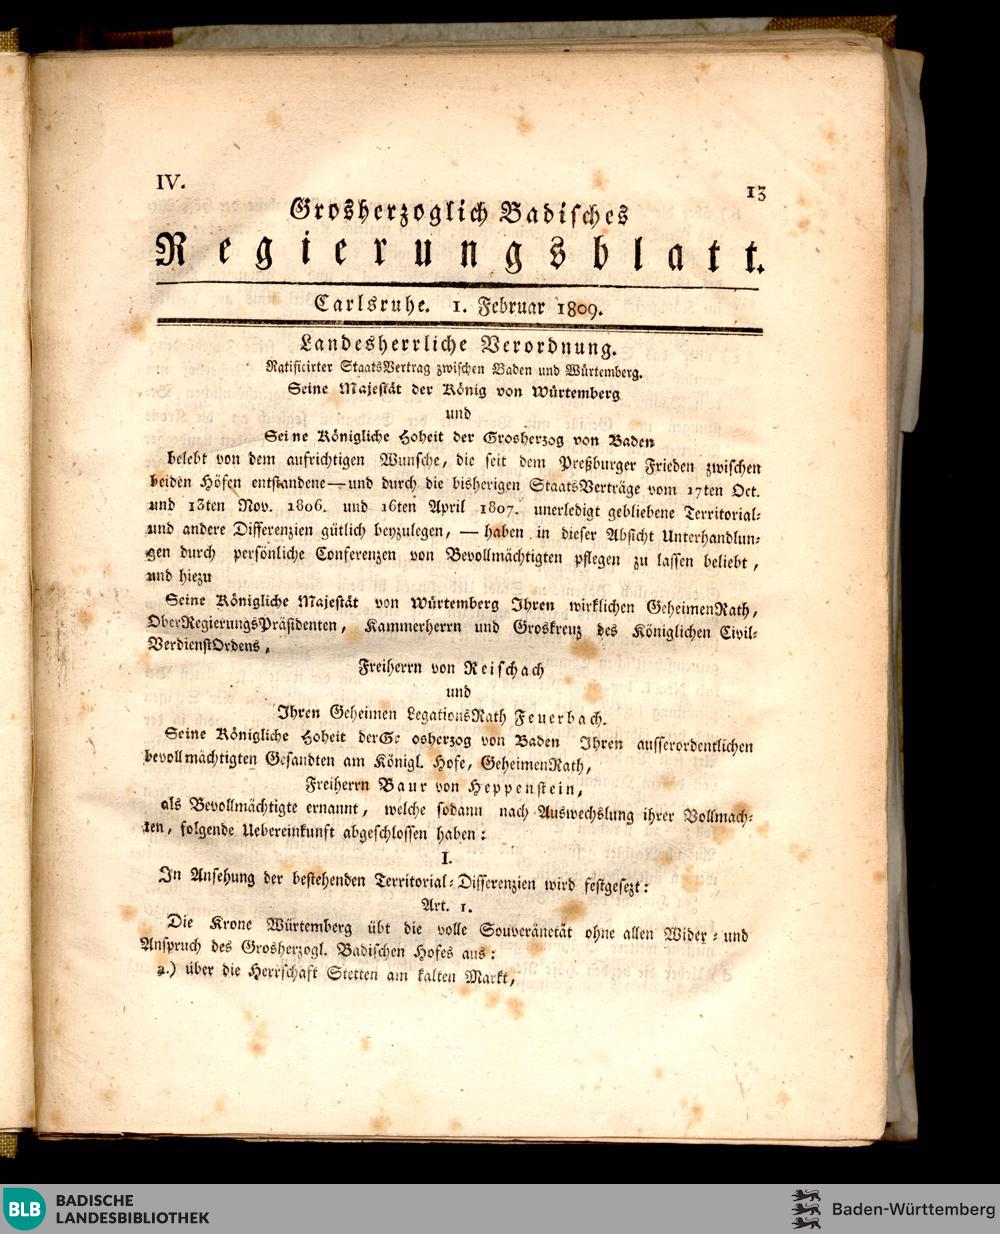 IV.
13
Grosherzoglich Badisches
Regierungsblatt.
Carlsruhe. 1. Februar 1809.
Landesherrliche Verordnung.
Ratificirter StaatsVertrag zwischen Baden und Würtemberg.
Seine Majestät der König von Würtemberg
und
Seine Königliche Hoheit der Grosherzog von Baden
belebt von dem aufrichtigen Wunsche, die seit dem Preßburger Frieden zwischen
beiden Höfen entstandene — und durch die bisherigen StaatsVerträge vom 17ten Oct.
und 13ten Nov. 1806. und 16ten April 1807. unerledigt gebliebene Territorial-
und andere Differenzien gütlich beyzulegen, — haben in dieser Absicht Unterhandlun-
gen durch persönliche Conferenzen von Bevollmächtigten pflegen zu lassen beliebt,
und hiezu
Seine Königliche Majestät von Würtemberg Ihren wirklichen GeheimenRath,
OberRegierungsPräsidenten, Kammerherrn und Groskreuz des Königlichen Civil-
VerdienstOrdens,
Freiherrn von Reischach
und
Ihren Geheimen LegationsRath Feuerbach.
Seine Königliche Hoheit der Gr osherzog von Baden Ihren ausserordentlichen
bevollmächtigten Gesandten am Königl. Hofe, GeheimenRath,
Freiherrn Baur von Heppenstein,
als Bevollmächtigte ernannt, welche sodann nach Auswechslung ihrer Vollmach-
ten, folgende Uebereinkunft abgeschlossen haben:
I.
In Ansehung der bestehenden Territorial-Differenzien wird festgesezt:
Art. 1.
Die Krone Würtemberg übt die volle Souveränetät ohne allen Wider- und
Anspruch des Grosherzogl. Badischen Hofes aus:
a.) über die Herrschaft Stetten am kalten Markt,
BLB BADISCHE
LANDESBIBLIOTHEK
Baden-Württemberg